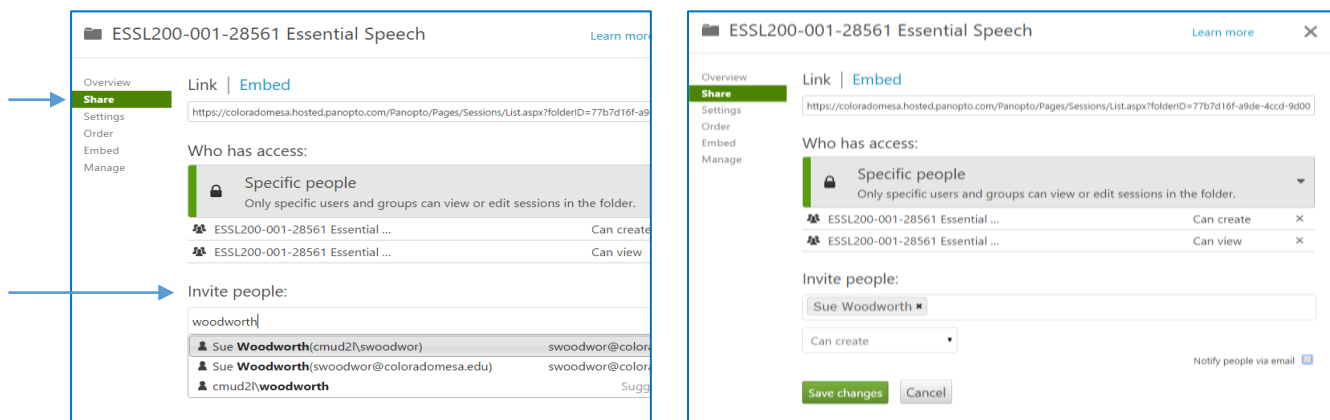 ESSL200-001-28561 Essential Speech
Learn more
Overview
Share
Settings
Order
Embed
Manage
Link | Embed
https://coloradomesa.hosted.panopto.com/Panopto/Pages/Sessions/List.aspx?folderID=77b7d16f-a9
Who has access:
Specific people
Only specific users and groups can view or edit sessions in the folder.
ESSL200-001-28561 Essential ... Can create
ESSL200-001-28561 Essential ... Can view
Invite people:
woodworth
Sue Woodworth(cmud2l\swoodwor) swoodwor@colora
Sue Woodworth(swoodwor@coloradomesa.edu) swoodwor@colora
cmud2l\woodworth Sugg
ESSL200-001-28561 Essential Speech
Learn more
Overview
Share
Settings
Order
Embed
Manage
Link | Embed
https://coloradomesa.hosted.panopto.com/Panopto/Pages/Sessions/List.aspx?folderID=77b7d16f-a9de-4ccd-9d00
Who has access:
Specific people
Only specific users and groups can view or edit sessions in the folder.
ESSL200-001-28561 Essential ... Can create
ESSL200-001-28561 Essential ... Can view
Invite people:
Sue Woodworth
Can create
Notify people via email
Save changes Cancel